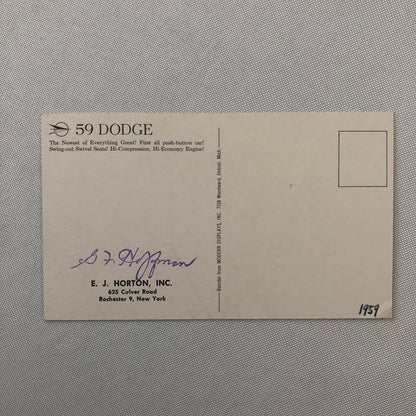 59 DODGE
The Newest of Everything Great! First all push-button car!
Swing-out Swivel Seats! Hi-Compression, Hi-Economy Engine!
Reorder from MODERN DISPLAYS, INC. 7338 Woodward, Detroit, Mich.
Hoffman
E. J. HORTON, INC.
625 Culver Road
Rochester 9, New York
1959